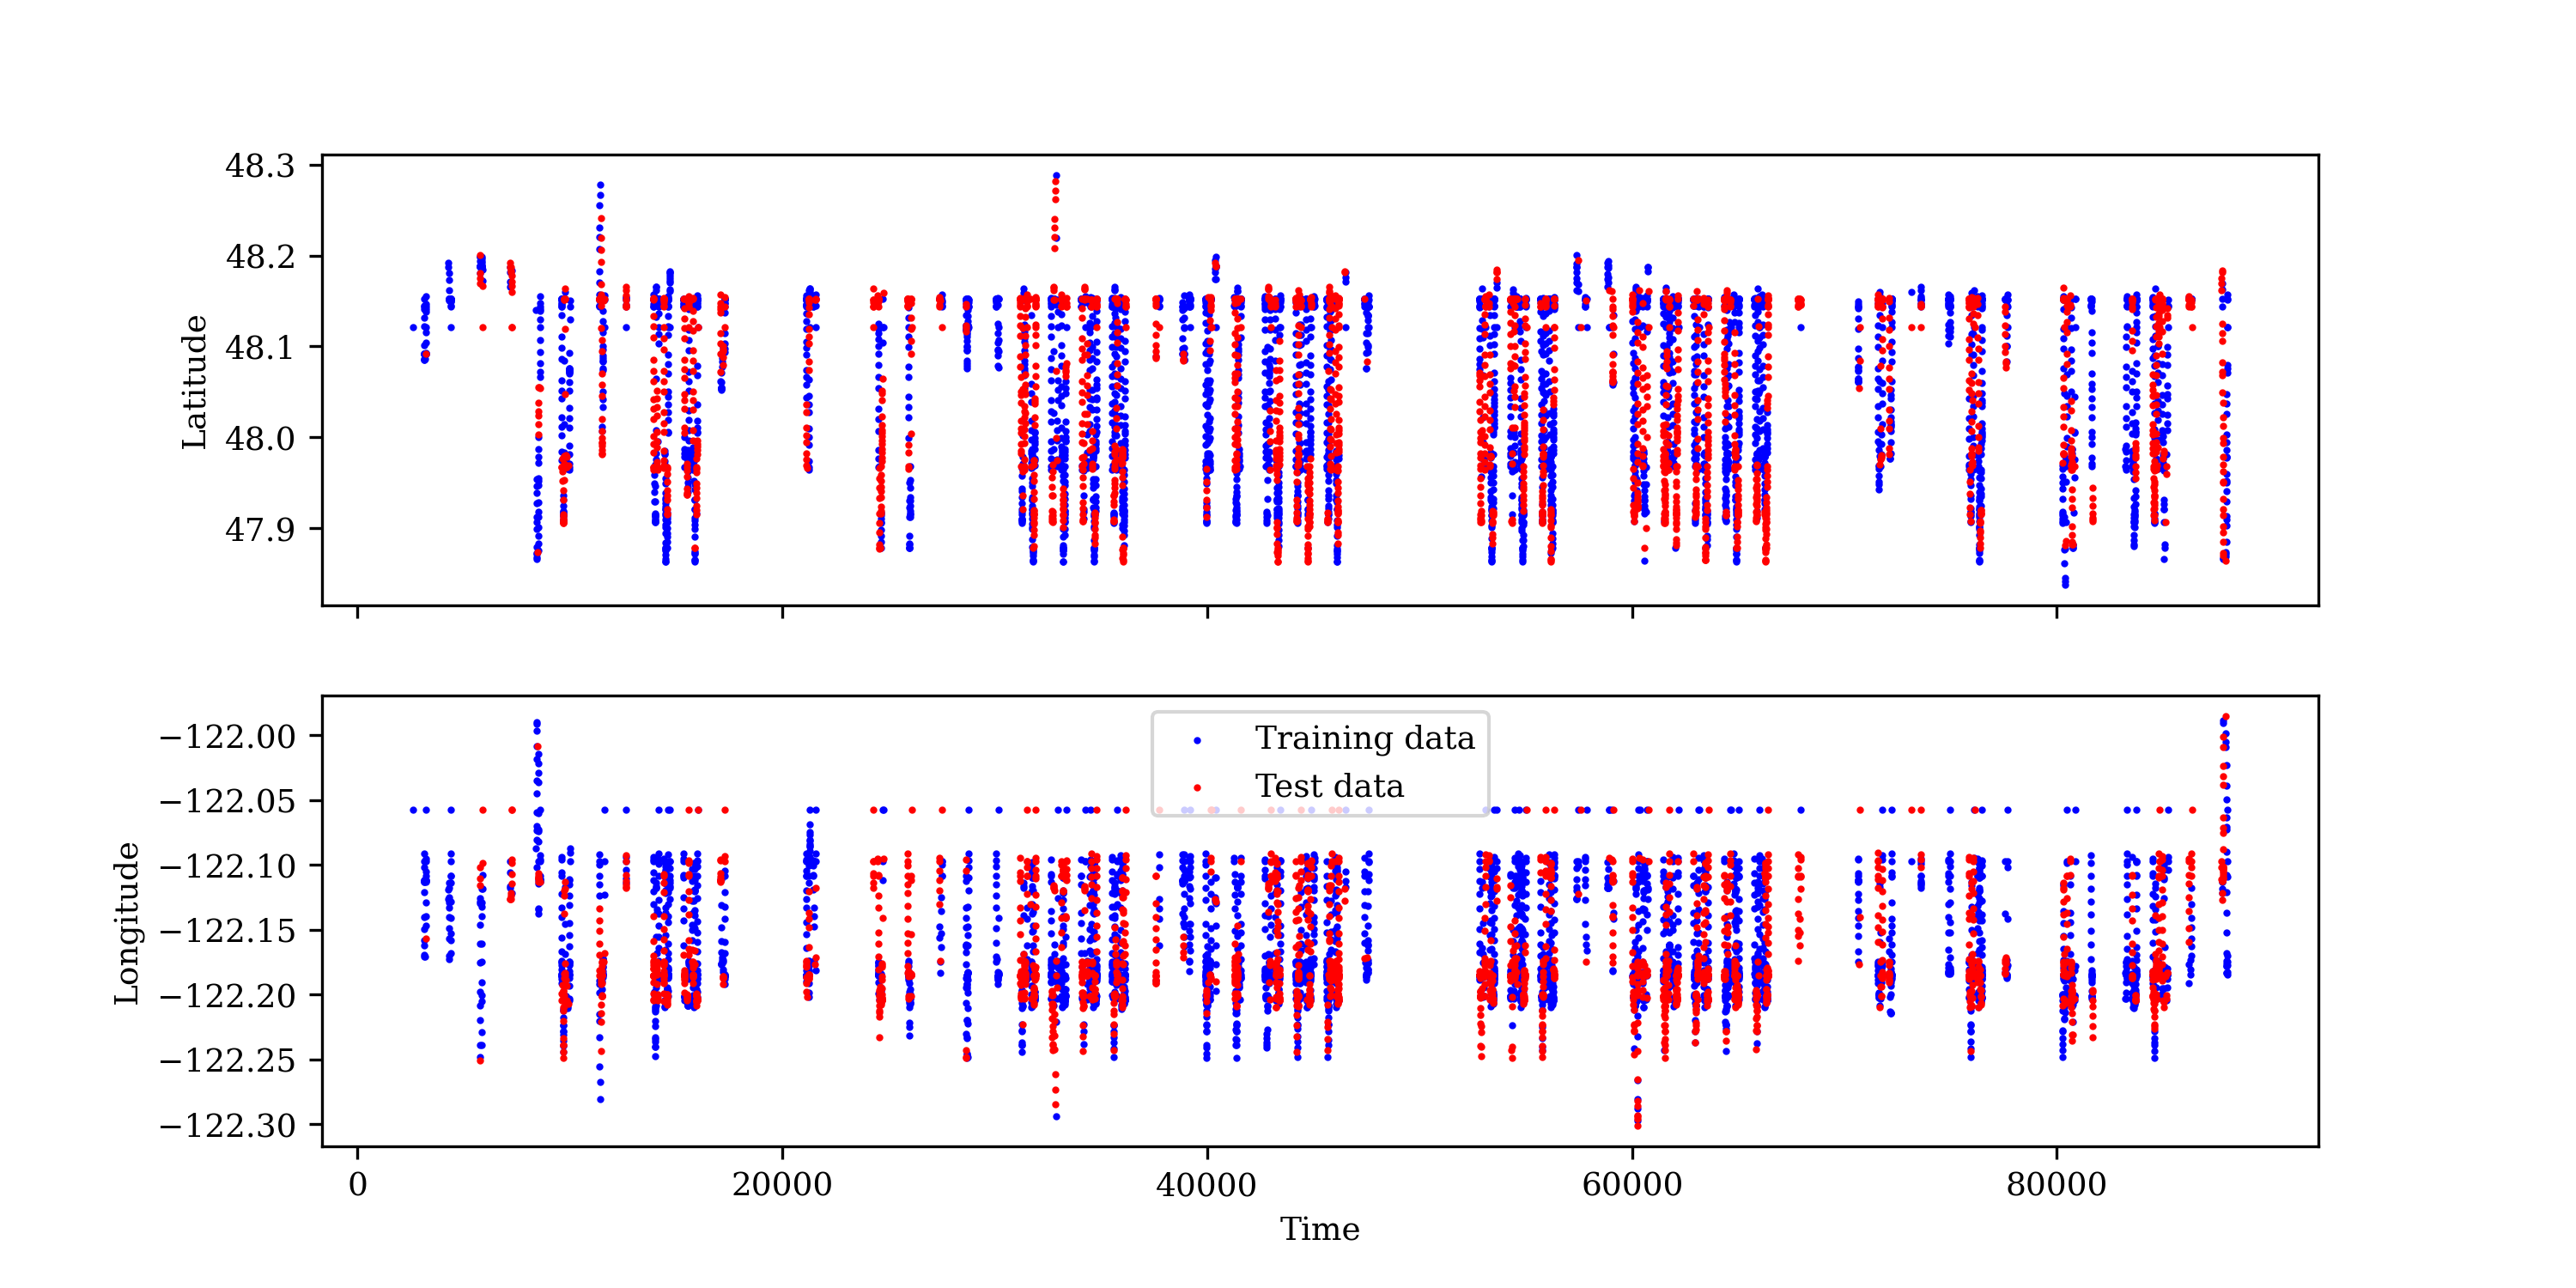 48.3
48.2
48.1
48.0
47.9
Latitude
−122.00
−122.05
−122.10
−122.15
−122.20
−122.25
−122.30
Longitude
Training data
Test data
0 20000 40000 60000 80000
Time